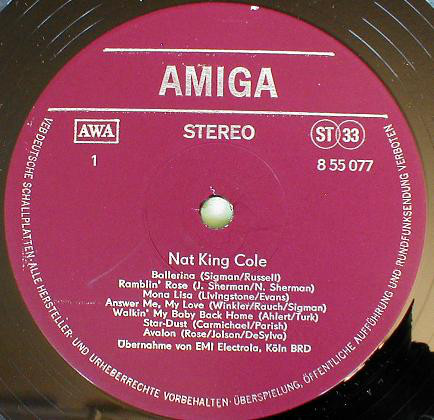 AMIGA
AWA
STEREO
ST 33
1
8 55 077
Nat King Cole
Ballerina (Sigman/Russell)
Ramblin' Rose (J. Sherman/N. Sherman)
Mona Lisa (Livingstone/Evans)
Answer Me, My Love (Winkler/Rauch/Sigman)
Walkin' My Baby Back Home (Ahlert/Turk)
Star-Dust (Carmichael/Parish)
Avalon (Rose/Jolson/DeSylva)
Übernahme von EMI Electrola, Köln BRD
VEB DEUTSCHE SCHALLPLATTEN · ALLE HERSTELLER- UND URHEBERRECHTE VORBEHALTEN · ÜBERSPIELUNG, ÖFFENTLICHE AUFFÜHRUNG UND RUNDFUNKSENDUNG VERBOTEN